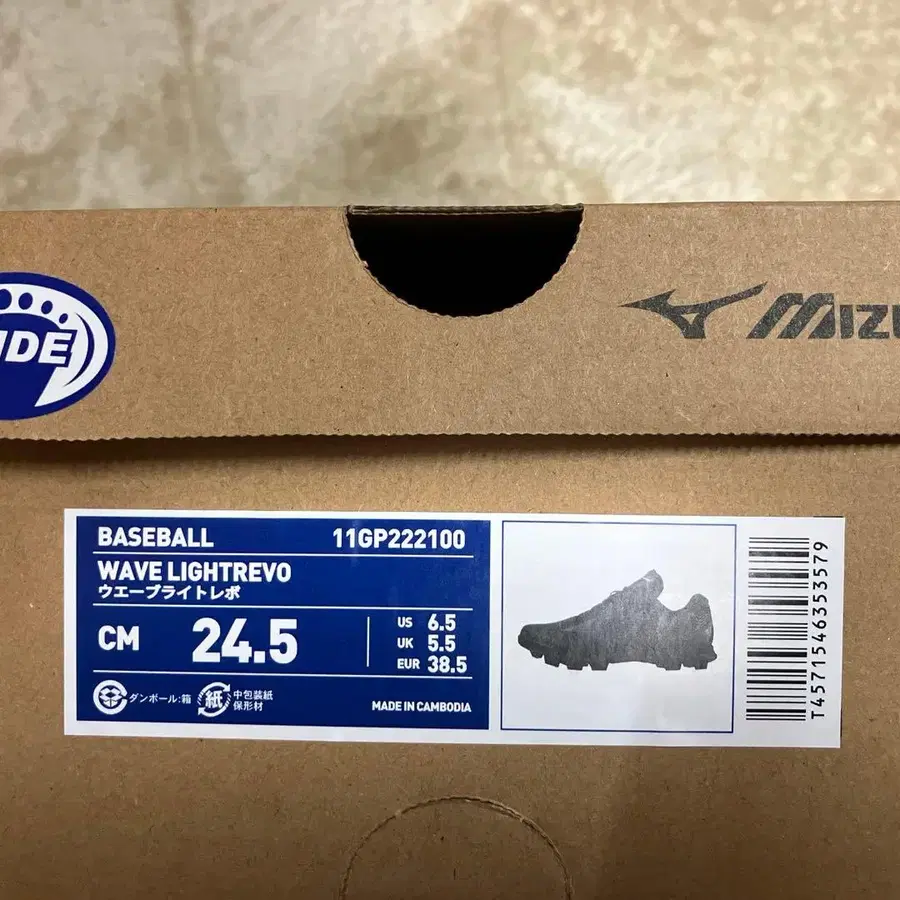 IDE
MIZU
BASEBALL 11GP222100
WAVE LIGHTREVO
ウエーブライトレボ
CM 24.5
US 6.5
UK 5.5
EUR 38.5
ダンボール:箱
紙
中包装紙
保形材
MADE IN CAMBODIA
T4571546353579